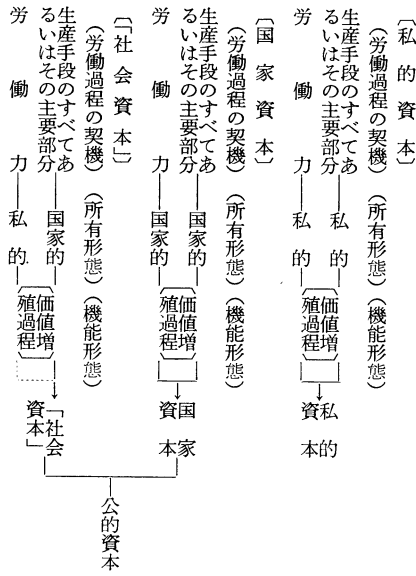 〔私的資本〕
（労働過程の契機）（所有形態）（機能形態）
生産手段のすべてあ
るいはその主要部分――私的
労働力――私的
〔価値増
殖過程〕
→私的
資本
〔国家資本〕
（労働過程の契機）（所有形態）（機能形態）
生産手段のすべてあ
るいはその主要部分――国家的
労働力――国家的
〔価値増
殖過程〕
→国家
資本
〔「社会資本」〕
（労働過程の契機）（所有形態）（機能形態）
生産手段のすべてあ
るいはその主要部分――国家的
労働力――私的
〔価値増
殖過程〕
→「社会
資本」
公的資本